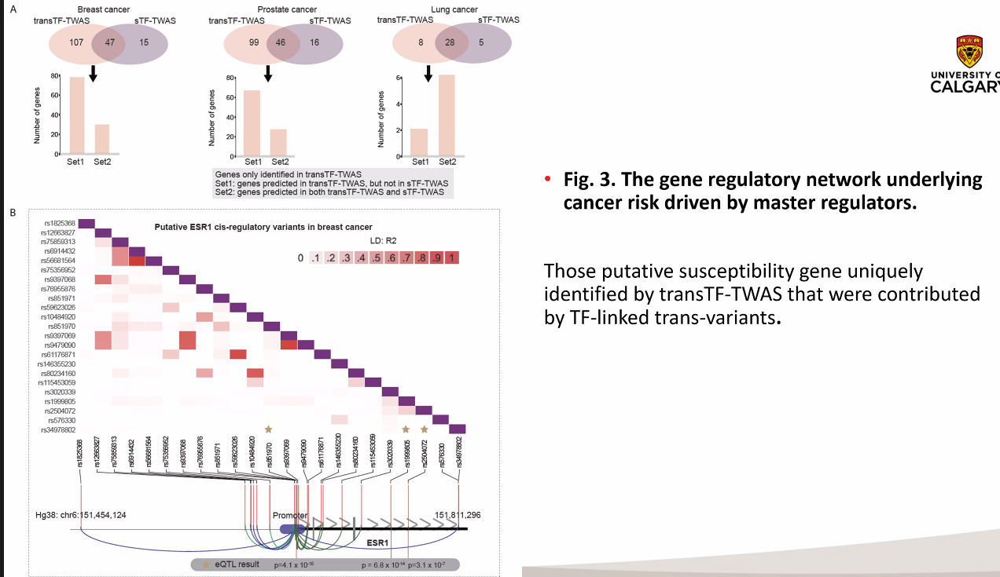 A
Breast cancer
transTF-TWAS
sTF-TWAS
107
47
15
Prostate cancer
transTF-TWAS
sTF-TWAS
99
46
16
Lung cancer
transTF-TWAS
sTF-TWAS
8
28
5
Number of genes
80
60
40
20
0
Set1
Set2
Number of genes
80
60
40
20
0
Set1
Set2
Number of genes
6
4
2
0
Set1
Set2
Genes only identified in transTF-TWAS
Set1: genes predicted in transTF-TWAS, but not in sTF-TWAS
Set2: genes predicted in both transTF-TWAS and sTF-TWAS
B
Putative ESR1 cis-regulatory variants in breast cancer
LD: R2
0 .1 .2 .3 .4 .5 .6 .7 .8 .9 1
rs1825368
rs12663827
rs75859313
rs6914432
rs56681564
rs75356952
rs9397068
rs76955876
rs851971
rs59623026
rs10484920
rs851970
rs9397069
rs9479090
rs61176871
rs146355230
rs80234160
rs115453059
rs3020339
rs1999805
rs2504072
rs576330
rs34978802
rs1825368
rs12663827
rs75859313
rs6914432
rs56681564
rs75356952
rs9397068
rs76955876
rs851971
rs59623026
rs10484920
rs851970
rs9397069
rs9479090
rs61176871
rs146355230
rs80234160
rs115453059
rs3020339
rs1999805
rs2504072
rs576330
rs34978802
Hg38: chr6:151,454,124
Promoter
151,811,296
ESR1
eQTL result
p=4.1 x 10-10
p = 6.8 x 10-14
p=3.1 x 10-7
UNIVERSITY O
CALGARY
• Fig. 3. The gene regulatory network underlying
cancer risk driven by master regulators.
Those putative susceptibility gene uniquely
identified by transTF-TWAS that were contributed
by TF-linked trans-variants.